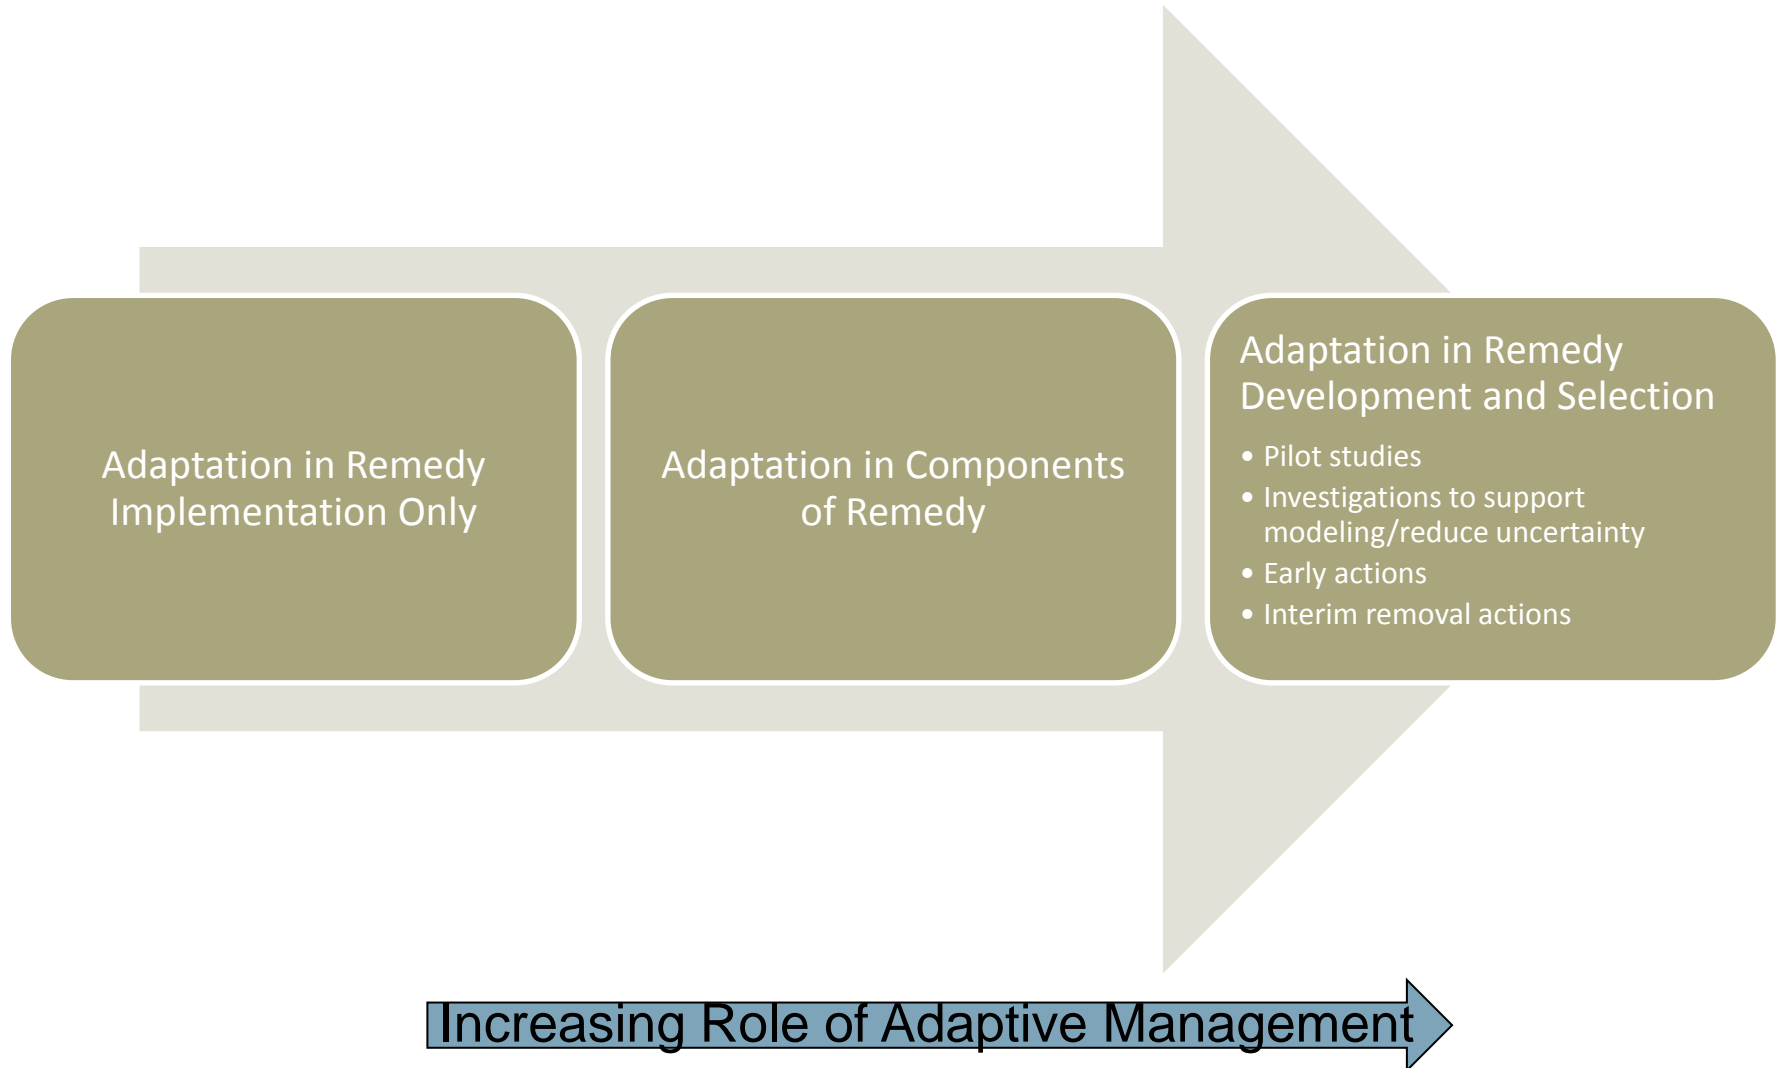 Adaptation in Remedy
Implementation Only
Adaptation in Components
of Remedy
Adaptation in Remedy
Development and Selection
• Pilot studies
• Investigations to support
modeling/reduce uncertainty
• Early actions
• Interim removal actions
Increasing Role of Adaptive Management